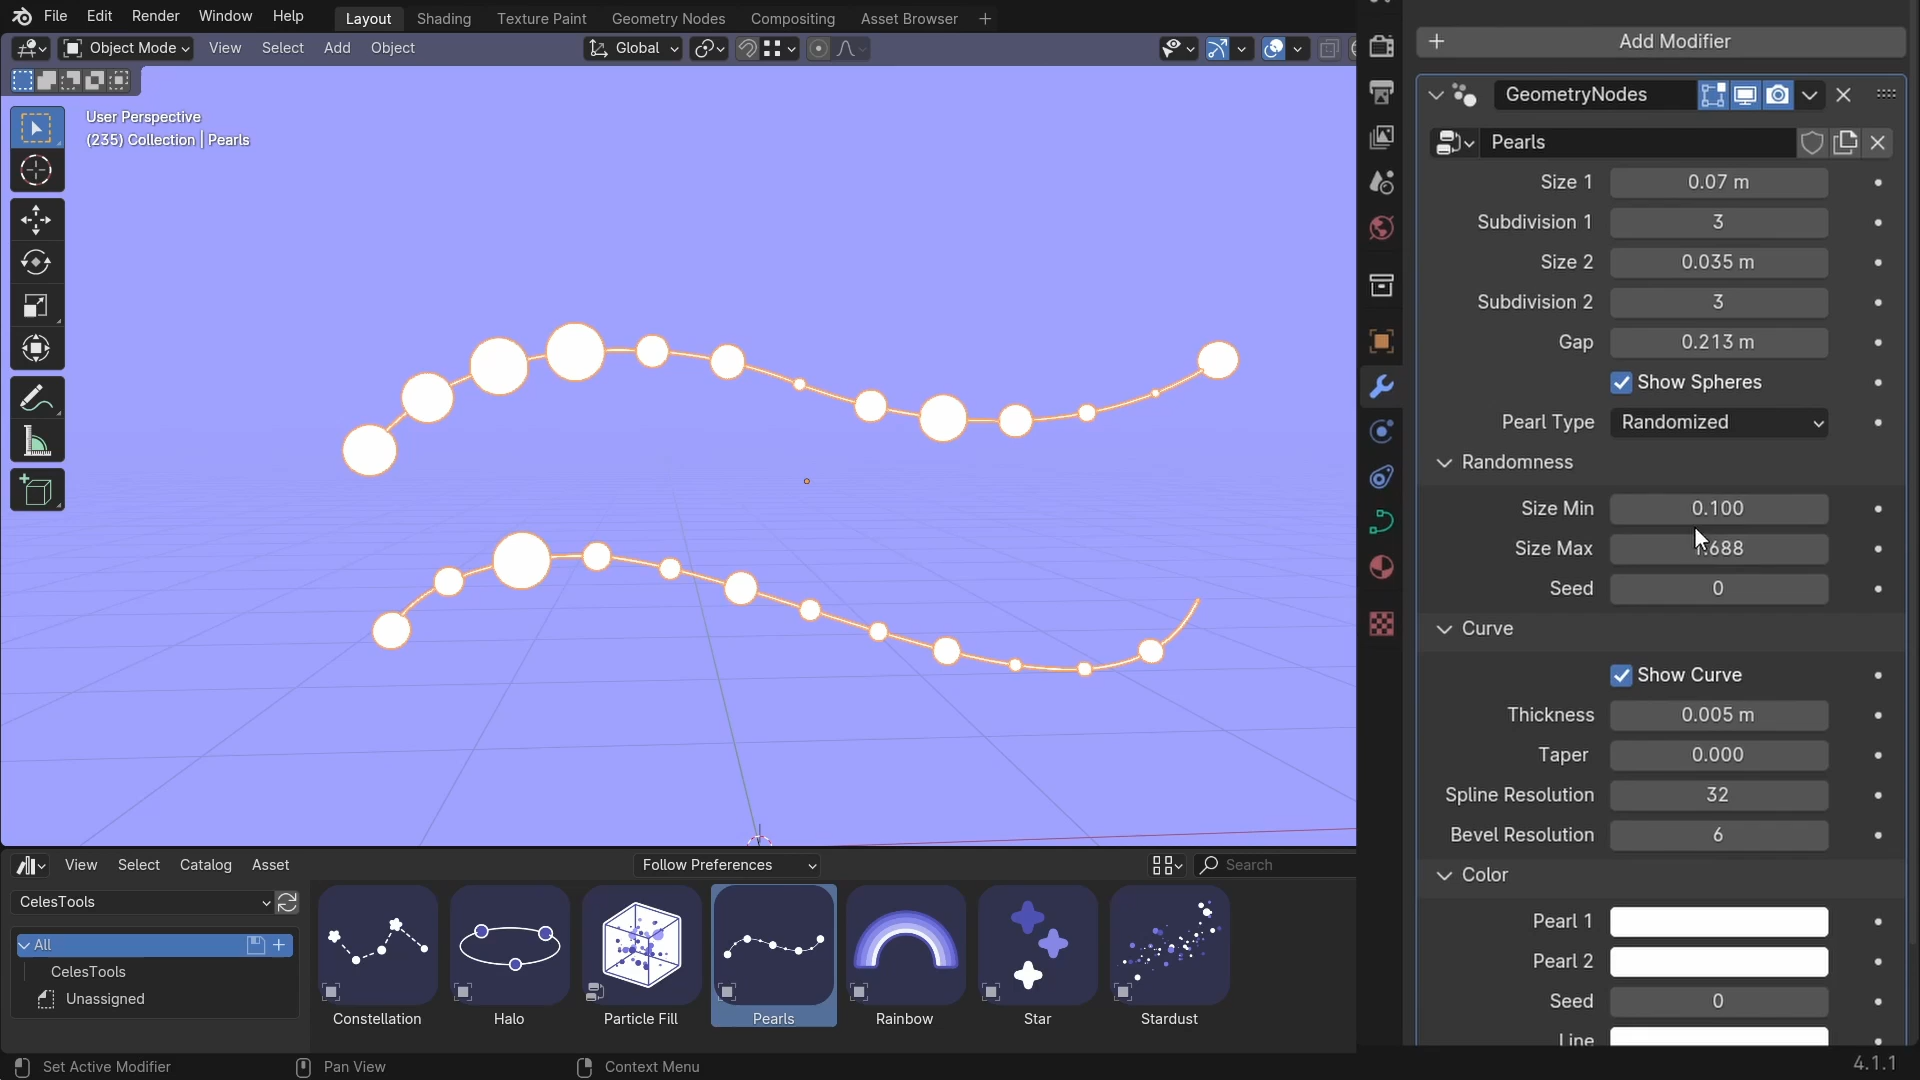 File Edit Render Window Help Layout Shading Texture Paint Geometry Nodes Compositing Asset Browser
Object Mode View Select Add Object Global
User Perspective
(235) Collection | Pearls
Add Modifier
GeometryNodes
Pearls
Size 1 0.07 m
Subdivision 1 3
Size 2 0.035 m
Subdivision 2 3
Gap 0.213 m
Show Spheres
Pearl Type Randomized
Randomness
Size Min 0.100
Size Max .688
Seed 0
Curve
Show Curve
Thickness 0.005 m
Taper 0.000
Spline Resolution 32
Bevel Resolution 6
Color
Pearl 1
Pearl 2
Seed 0
Line
View Select Catalog Asset Follow Preferences Search
CelesTools
All
CelesTools
Unassigned
Constellation Halo Particle Fill Pearls Rainbow Star Stardust
Set Active Modifier Pan View Context Menu 4.1.1